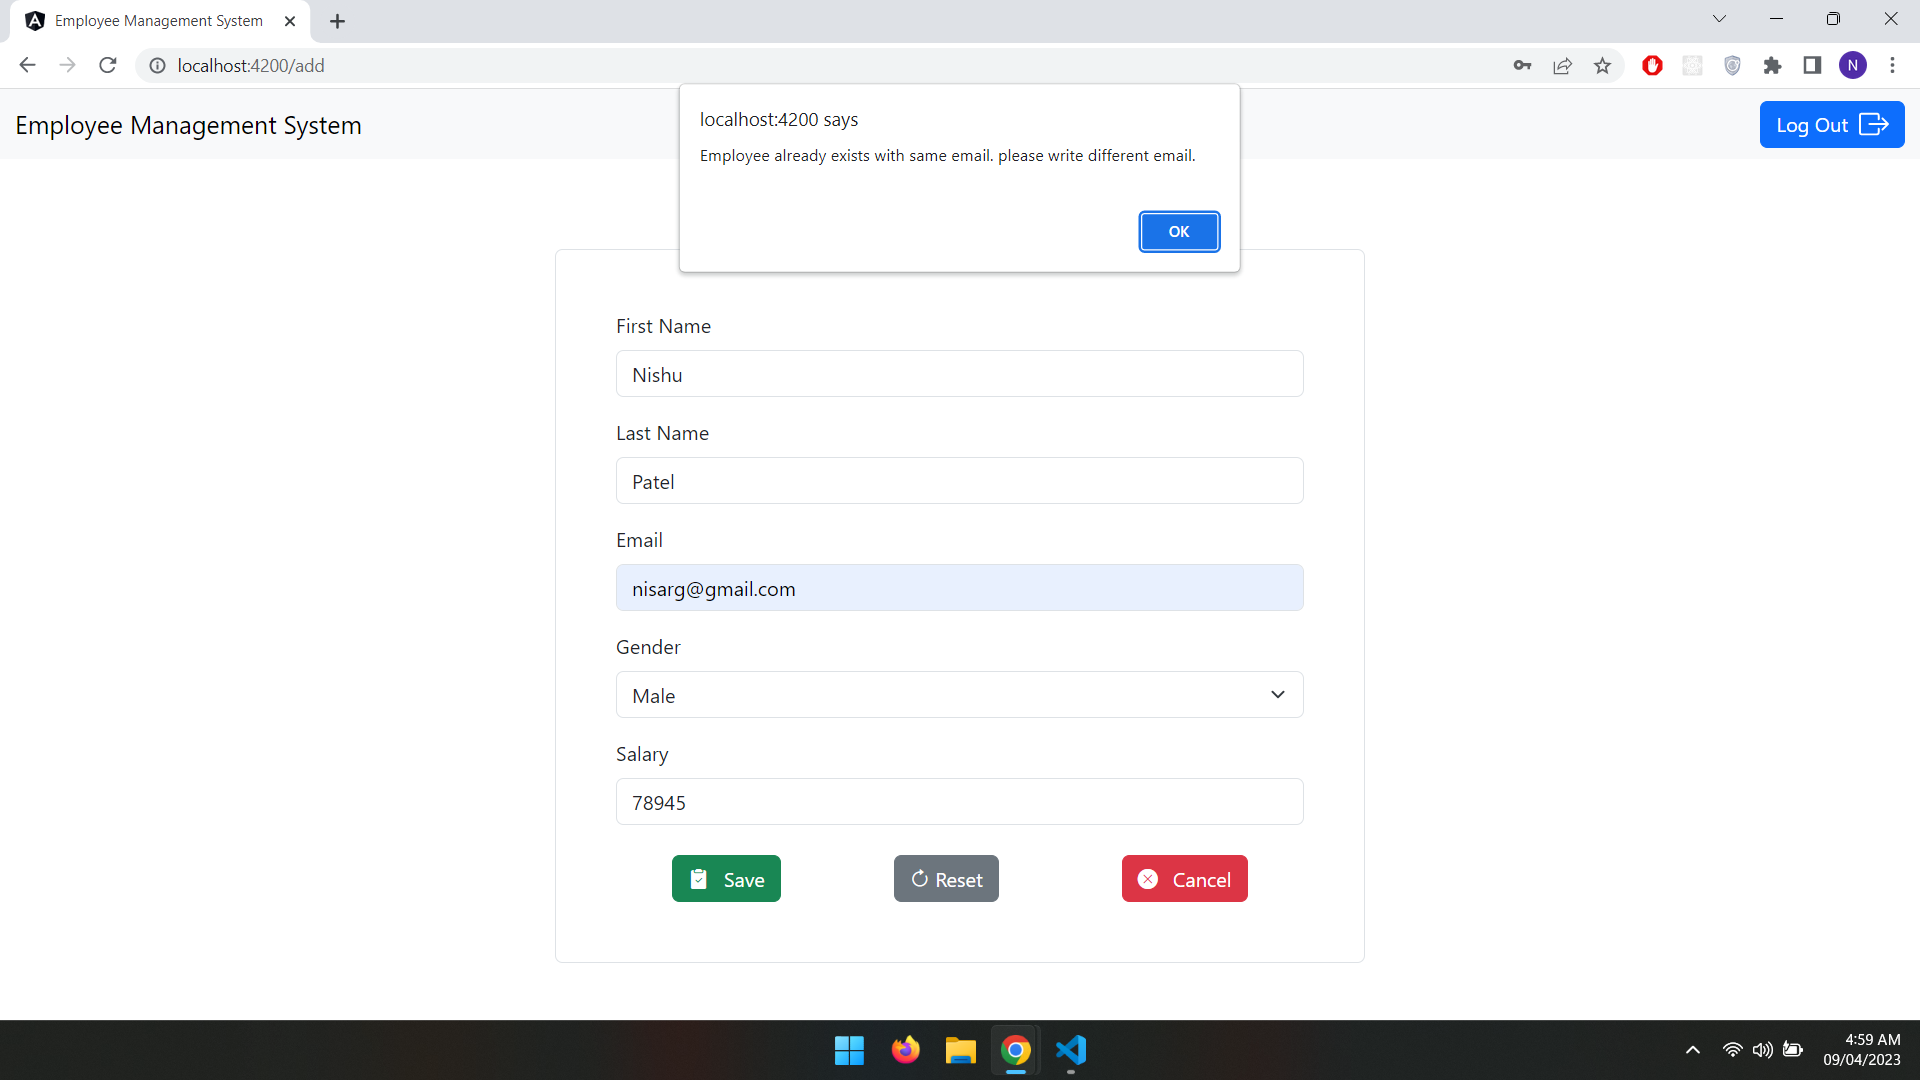 Employee Management System
localhost:4200/add
N
Employee Management System
Log Out
localhost:4200 says
Employee already exists with same email. please write different email.
OK
First Name
Nishu
Last Name
Patel
Email
nisarg@gmail.com
Gender
Male
Salary
78945
Save
Reset
Cancel
4:59 AM
09/04/2023